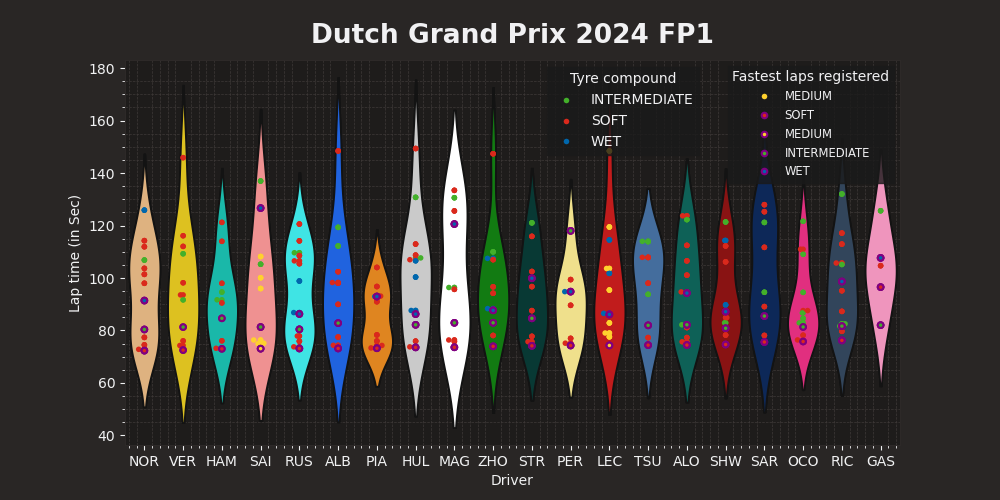 Dutch Grand Prix 2024 FP1
Tyre compound
INTERMEDIATE
SOFT
WET
Fastest laps registered
MEDIUM
SOFT
MEDIUM
INTERMEDIATE
WET
Lap time (in Sec)
180
160
140
120
100
80
60
40
NOR VER HAM SAI RUS ALB PIA HUL MAG ZHO STR PER LEC TSU ALO SHW SAR OCO RIC GAS
Driver